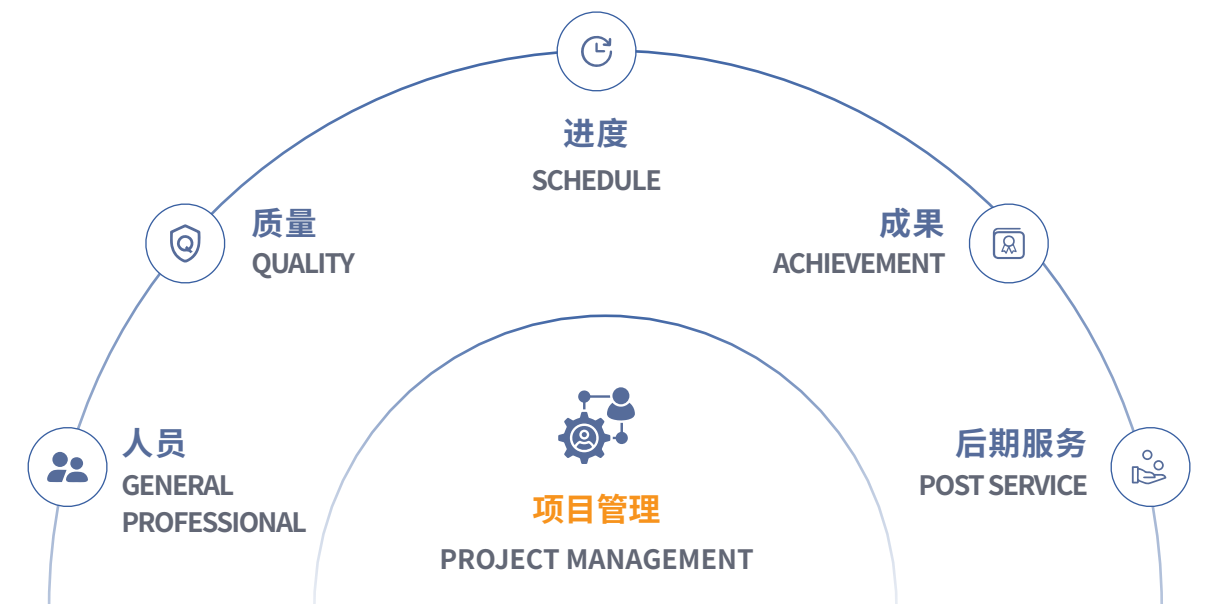 进度
SCHEDULE
质量
QUALITY
成果
ACHIEVEMENT
人员
GENERAL
PROFESSIONAL
后期服务
POST SERVICE
项目管理
PROJECT MANAGEMENT